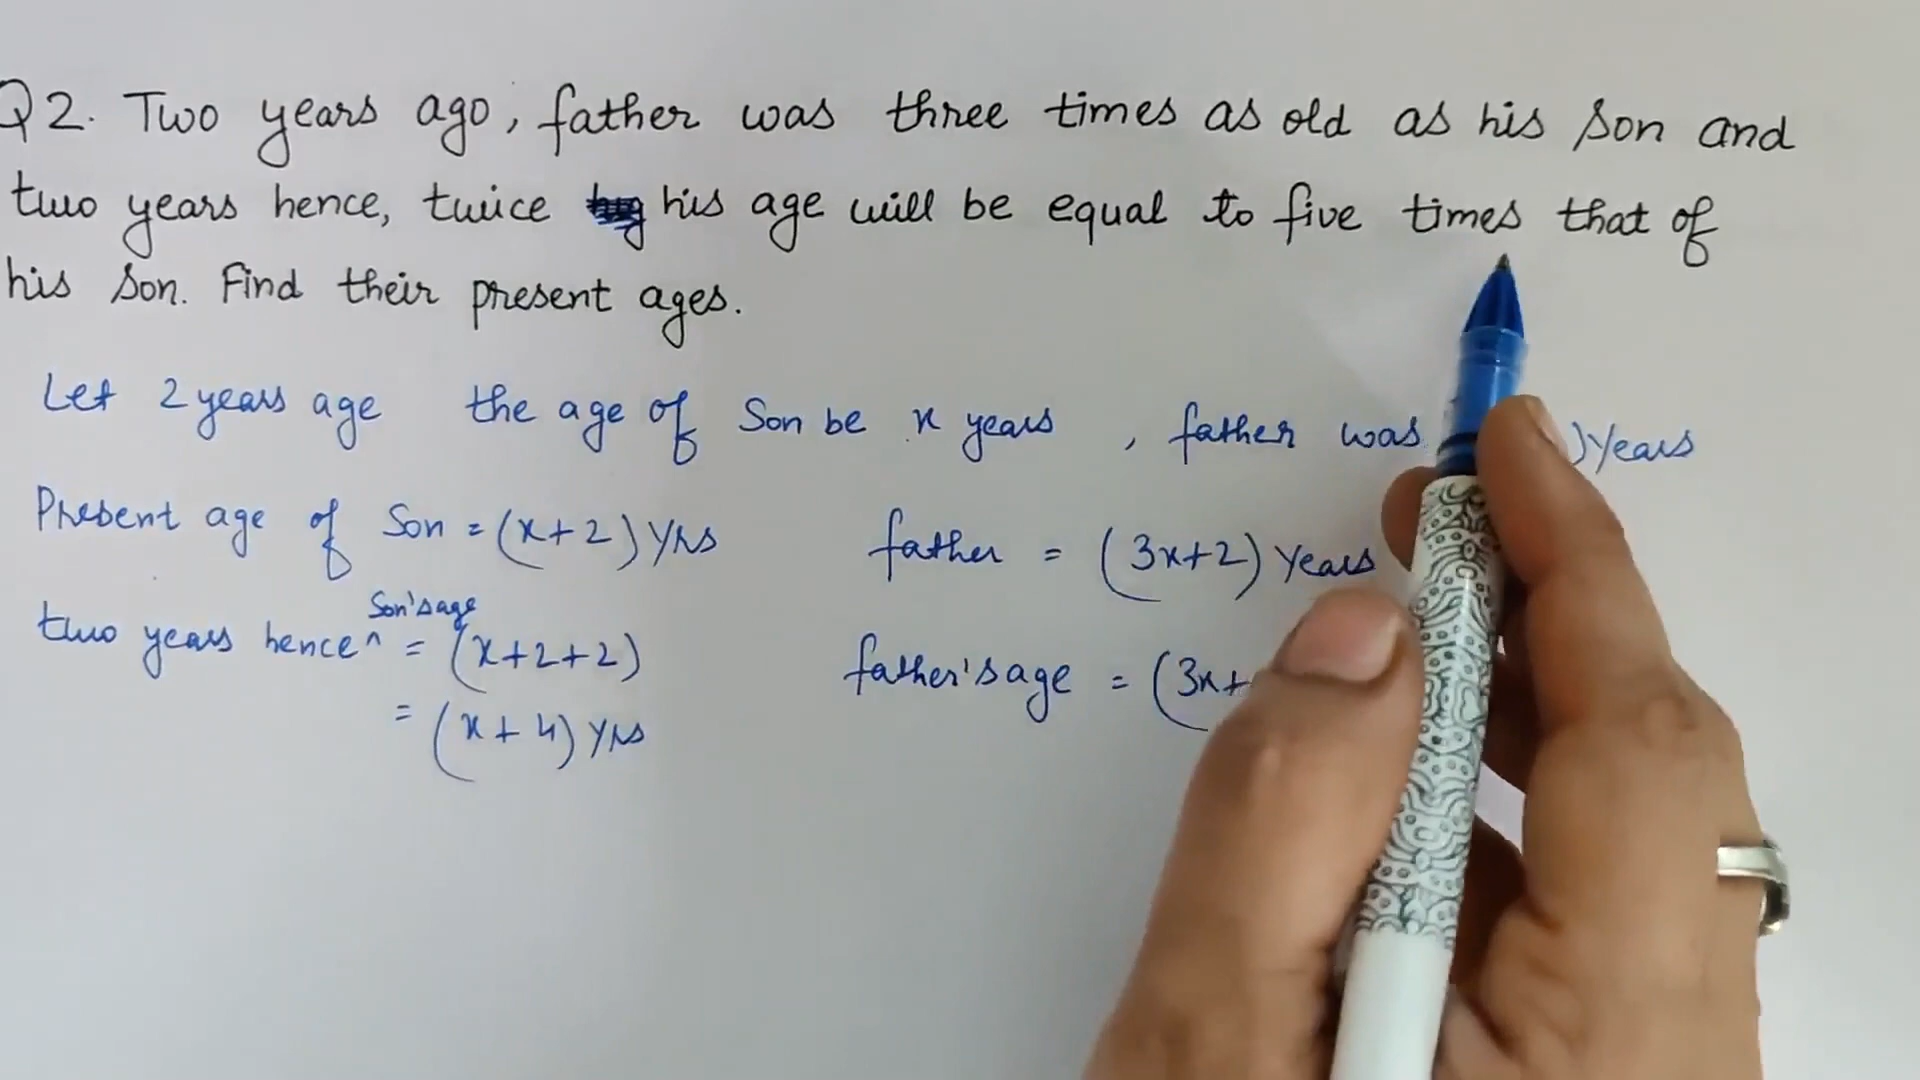 Q2. Two years ago, father was three times as old as his son and
two years hence, twice his age will be equal to five times that of
his son. Find their present ages.
Let 2 years age the age of Son be x years , father was )Years
Present age of Son = (x+2) Yrs father = (3x+2) Years
two years hence ^ Son's age = (x+2+2) father's age = (3x+
= (x+4) Yrs